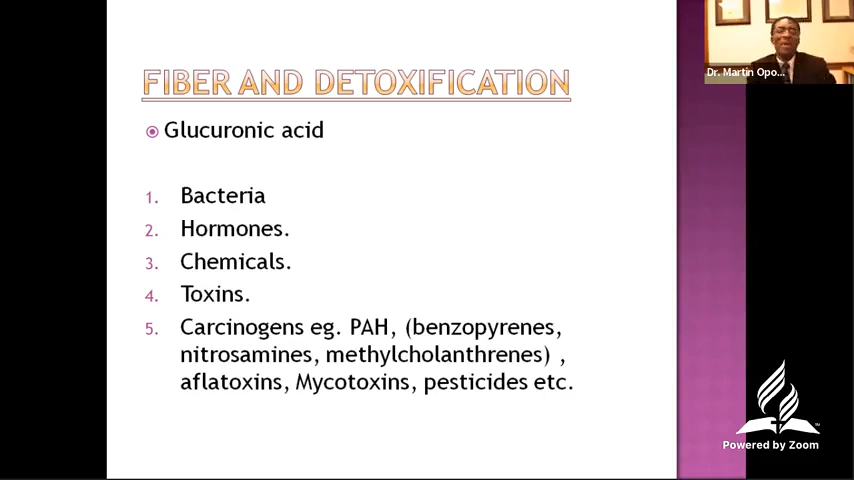 Dr. Martin Opo...
FIBER AND DETOXIFICATION
Glucuronic acid
1. Bacteria
2. Hormones.
3. Chemicals.
4. Toxins.
5. Carcinogens eg. PAH, (benzopyrenes,
nitrosamines, methylcholanthrenes) ,
aflatoxins, Mycotoxins, pesticides etc.
Powered by Zoom